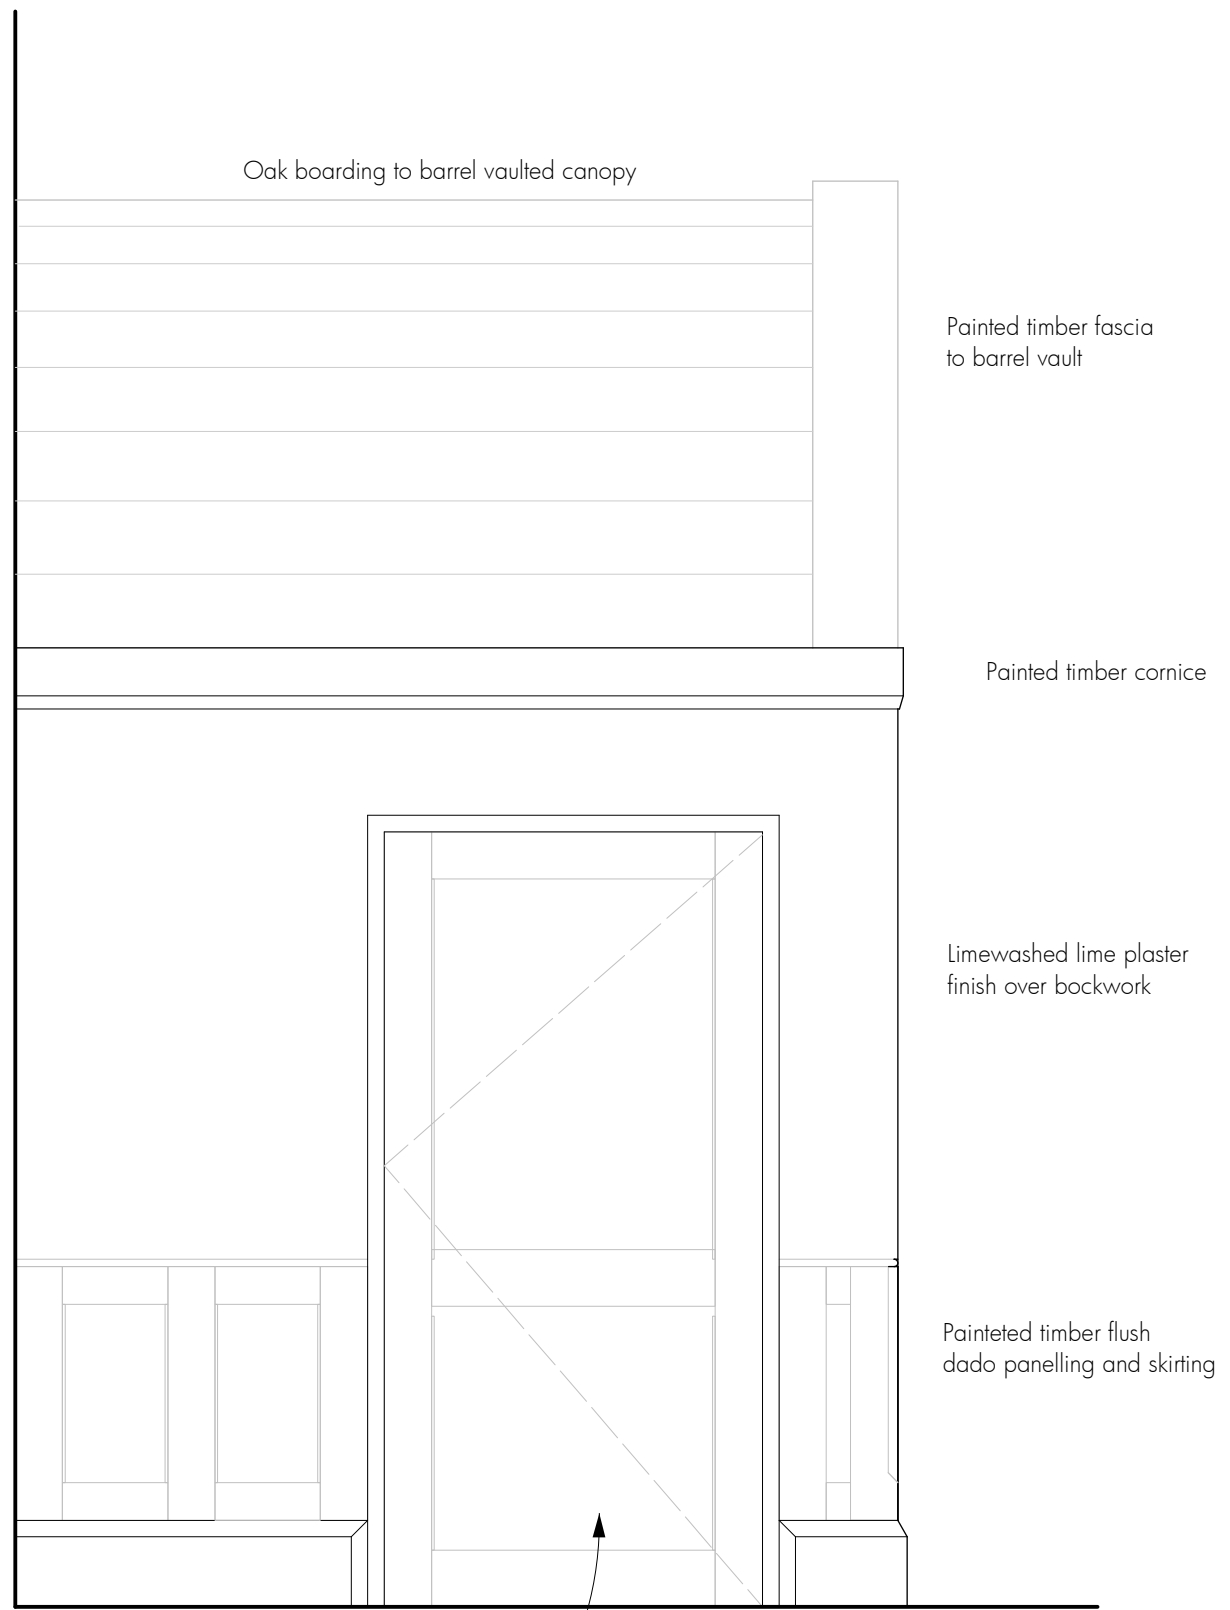 Oak boarding to barrel vaulted canopy
Painted timber fascia
to barrel vault
Painted timber cornice
Limewashed lime plaster
finish over bockwork
Painteted timber flush
dado panelling and skirting